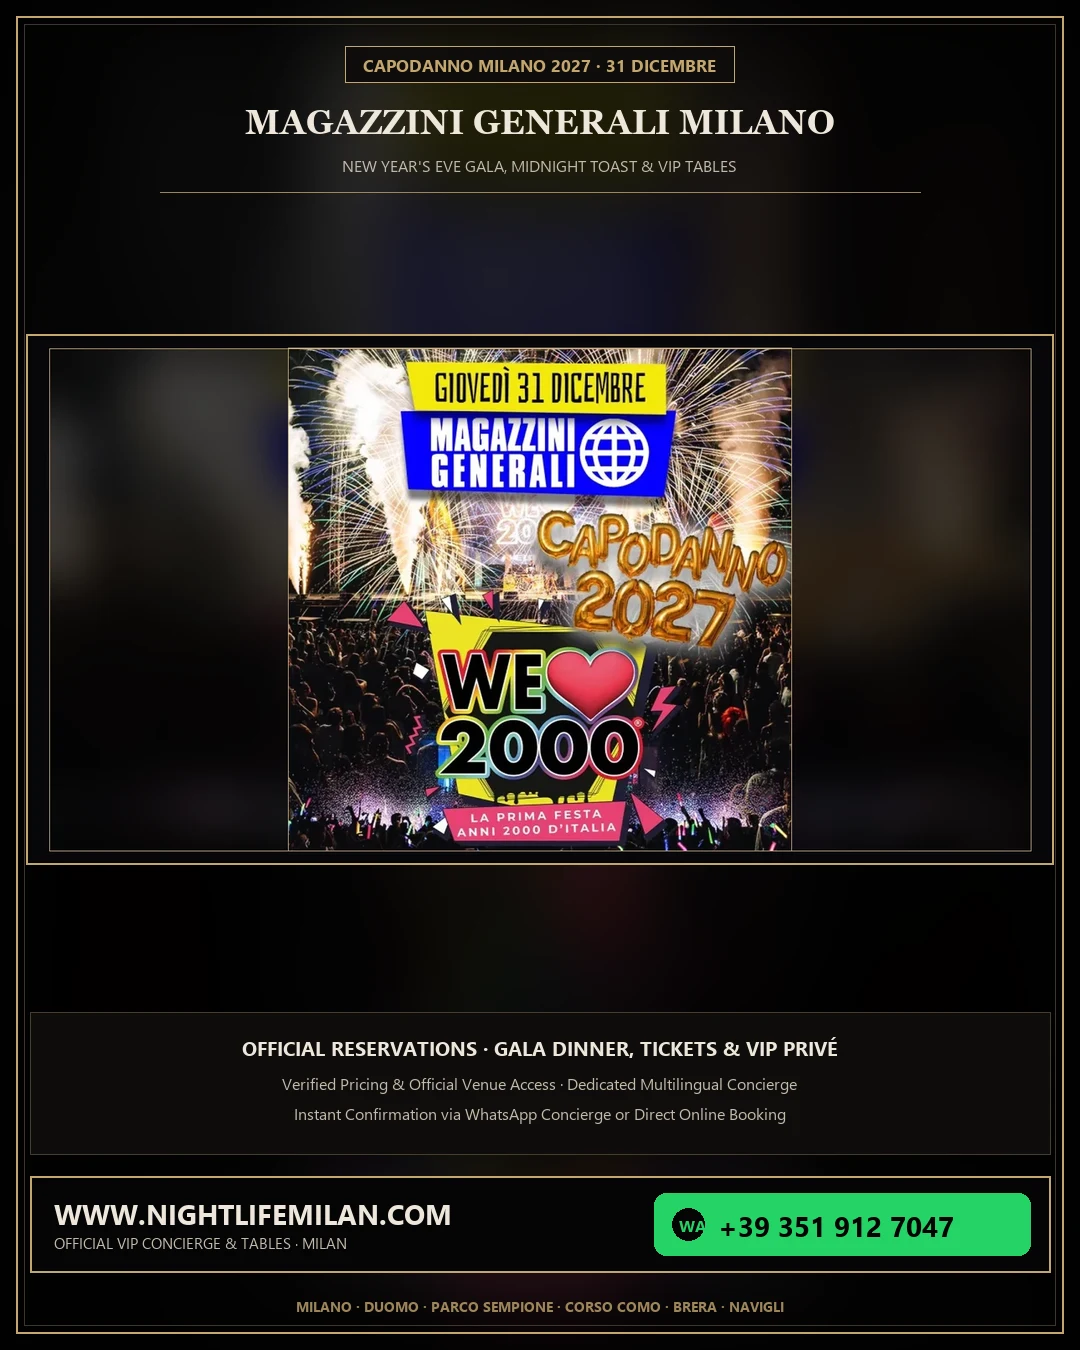 CAPODANNO MILANO 2027 · 31 DICEMBRE
MAGAZZINI GENERALI MILANO
NEW YEAR'S EVE GALA, MIDNIGHT TOAST & VIP TABLES
GIOVEDÌ 31 DICEMBRE
MAGAZZINI
GENERALI
20
CAPODANNO
2027
WE
2000®
LA PRIMA FESTA
ANNI 2000 D'ITALIA
OFFICIAL RESERVATIONS · GALA DINNER, TICKETS & VIP PRIVÉ
Verified Pricing & Official Venue Access · Dedicated Multilingual Concierge
Instant Confirmation via WhatsApp Concierge or Direct Online Booking
WWW.NIGHTLIFEMILAN.COM
OFFICIAL VIP CONCIERGE & TABLES · MILAN
WA +39 351 912 7047
MILANO · DUOMO · PARCO SEMPIONE · CORSO COMO · BRERA · NAVIGLI